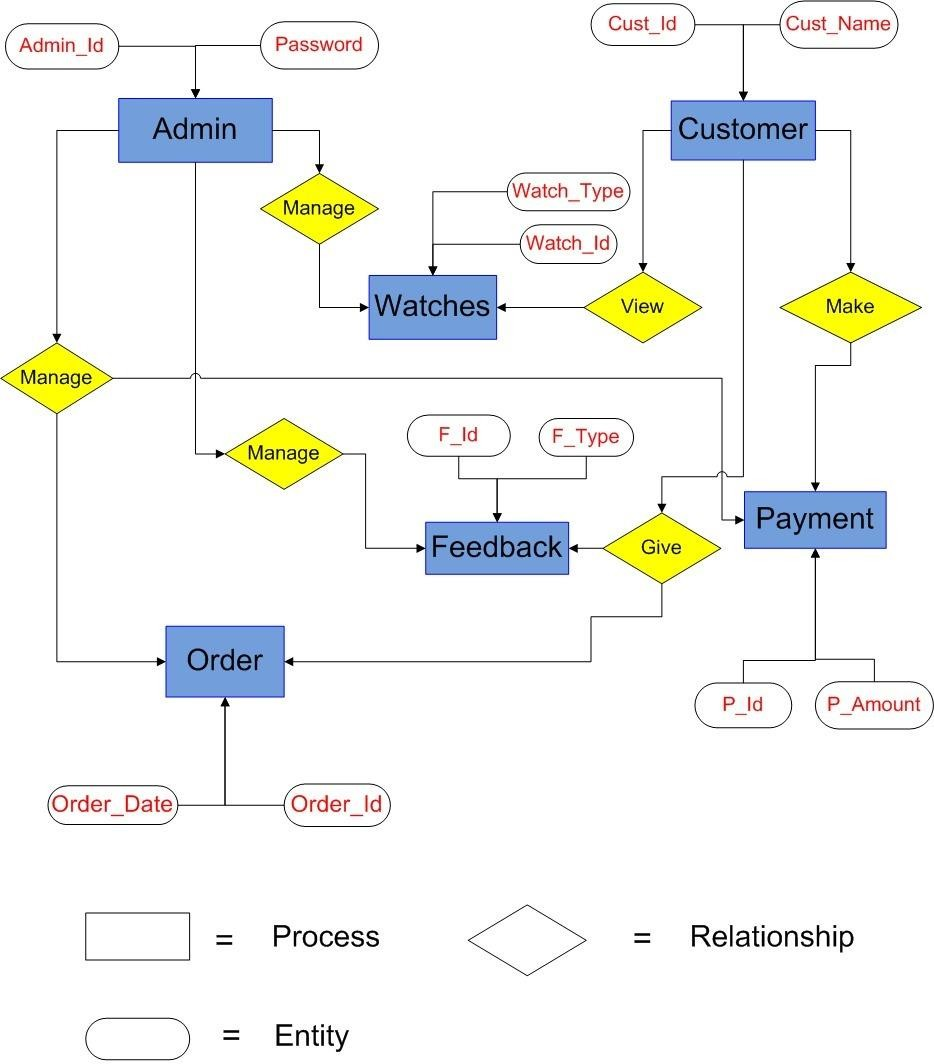 Cust_Id
Cust_Name
Admin_Id
Password
Admin
Customer
Watch_Type
Manage
Watch_Id
Watches
View
Make
Manage
F_Id
F_Type
Manage
Payment
Feedback
Give
Order
P_Id
P_Amount
Order_Date
Order_Id
= Process
= Relationship
= Entity